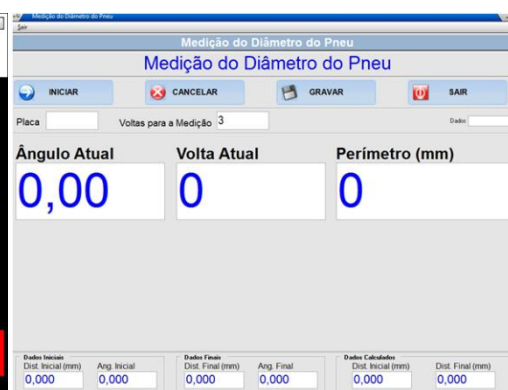 Medição do Diâmetro do Pneu
Sair
Medição do Diâmetro do Pneu
Medição do Diâmetro do Pneu
INICIAR CANCELAR GRAVAR SAIR
Placa Voltas para a Medição 3 Dados
Ângulo Atual Volta Atual Perímetro (mm)
0,00 0 0
Dados Iniciais Dados Finais Dados Calculados
Dist. Inicial (mm) Ang. Inicial Dist. Final (mm) Ang. Final Dist. Inicial (mm) Dist. Final (mm)
0,000 0,000 0,000 0,000 0,000 0,000